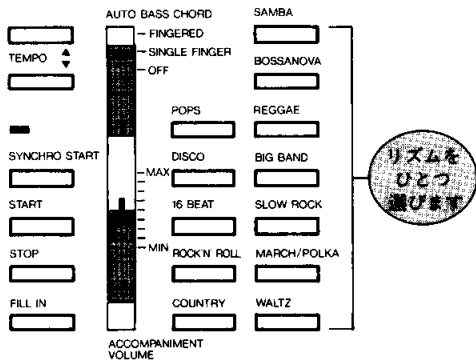 AUTO BASS CHORD
FINGERED
SINGLE FINGER
OFF
TEMPO
SYNCHRO START
START
STOP
FILL IN
MAX
MIN
ACCOMPANIMENT
VOLUME
POPS
DISCO
16 BEAT
ROCK'N ROLL
COUNTRY
SAMBA
BOSSANOVA
REGGAE
BIG BAND
SLOW ROCK
MARCH/POLKA
WALTZ
リズムを
ひとつ
選びます